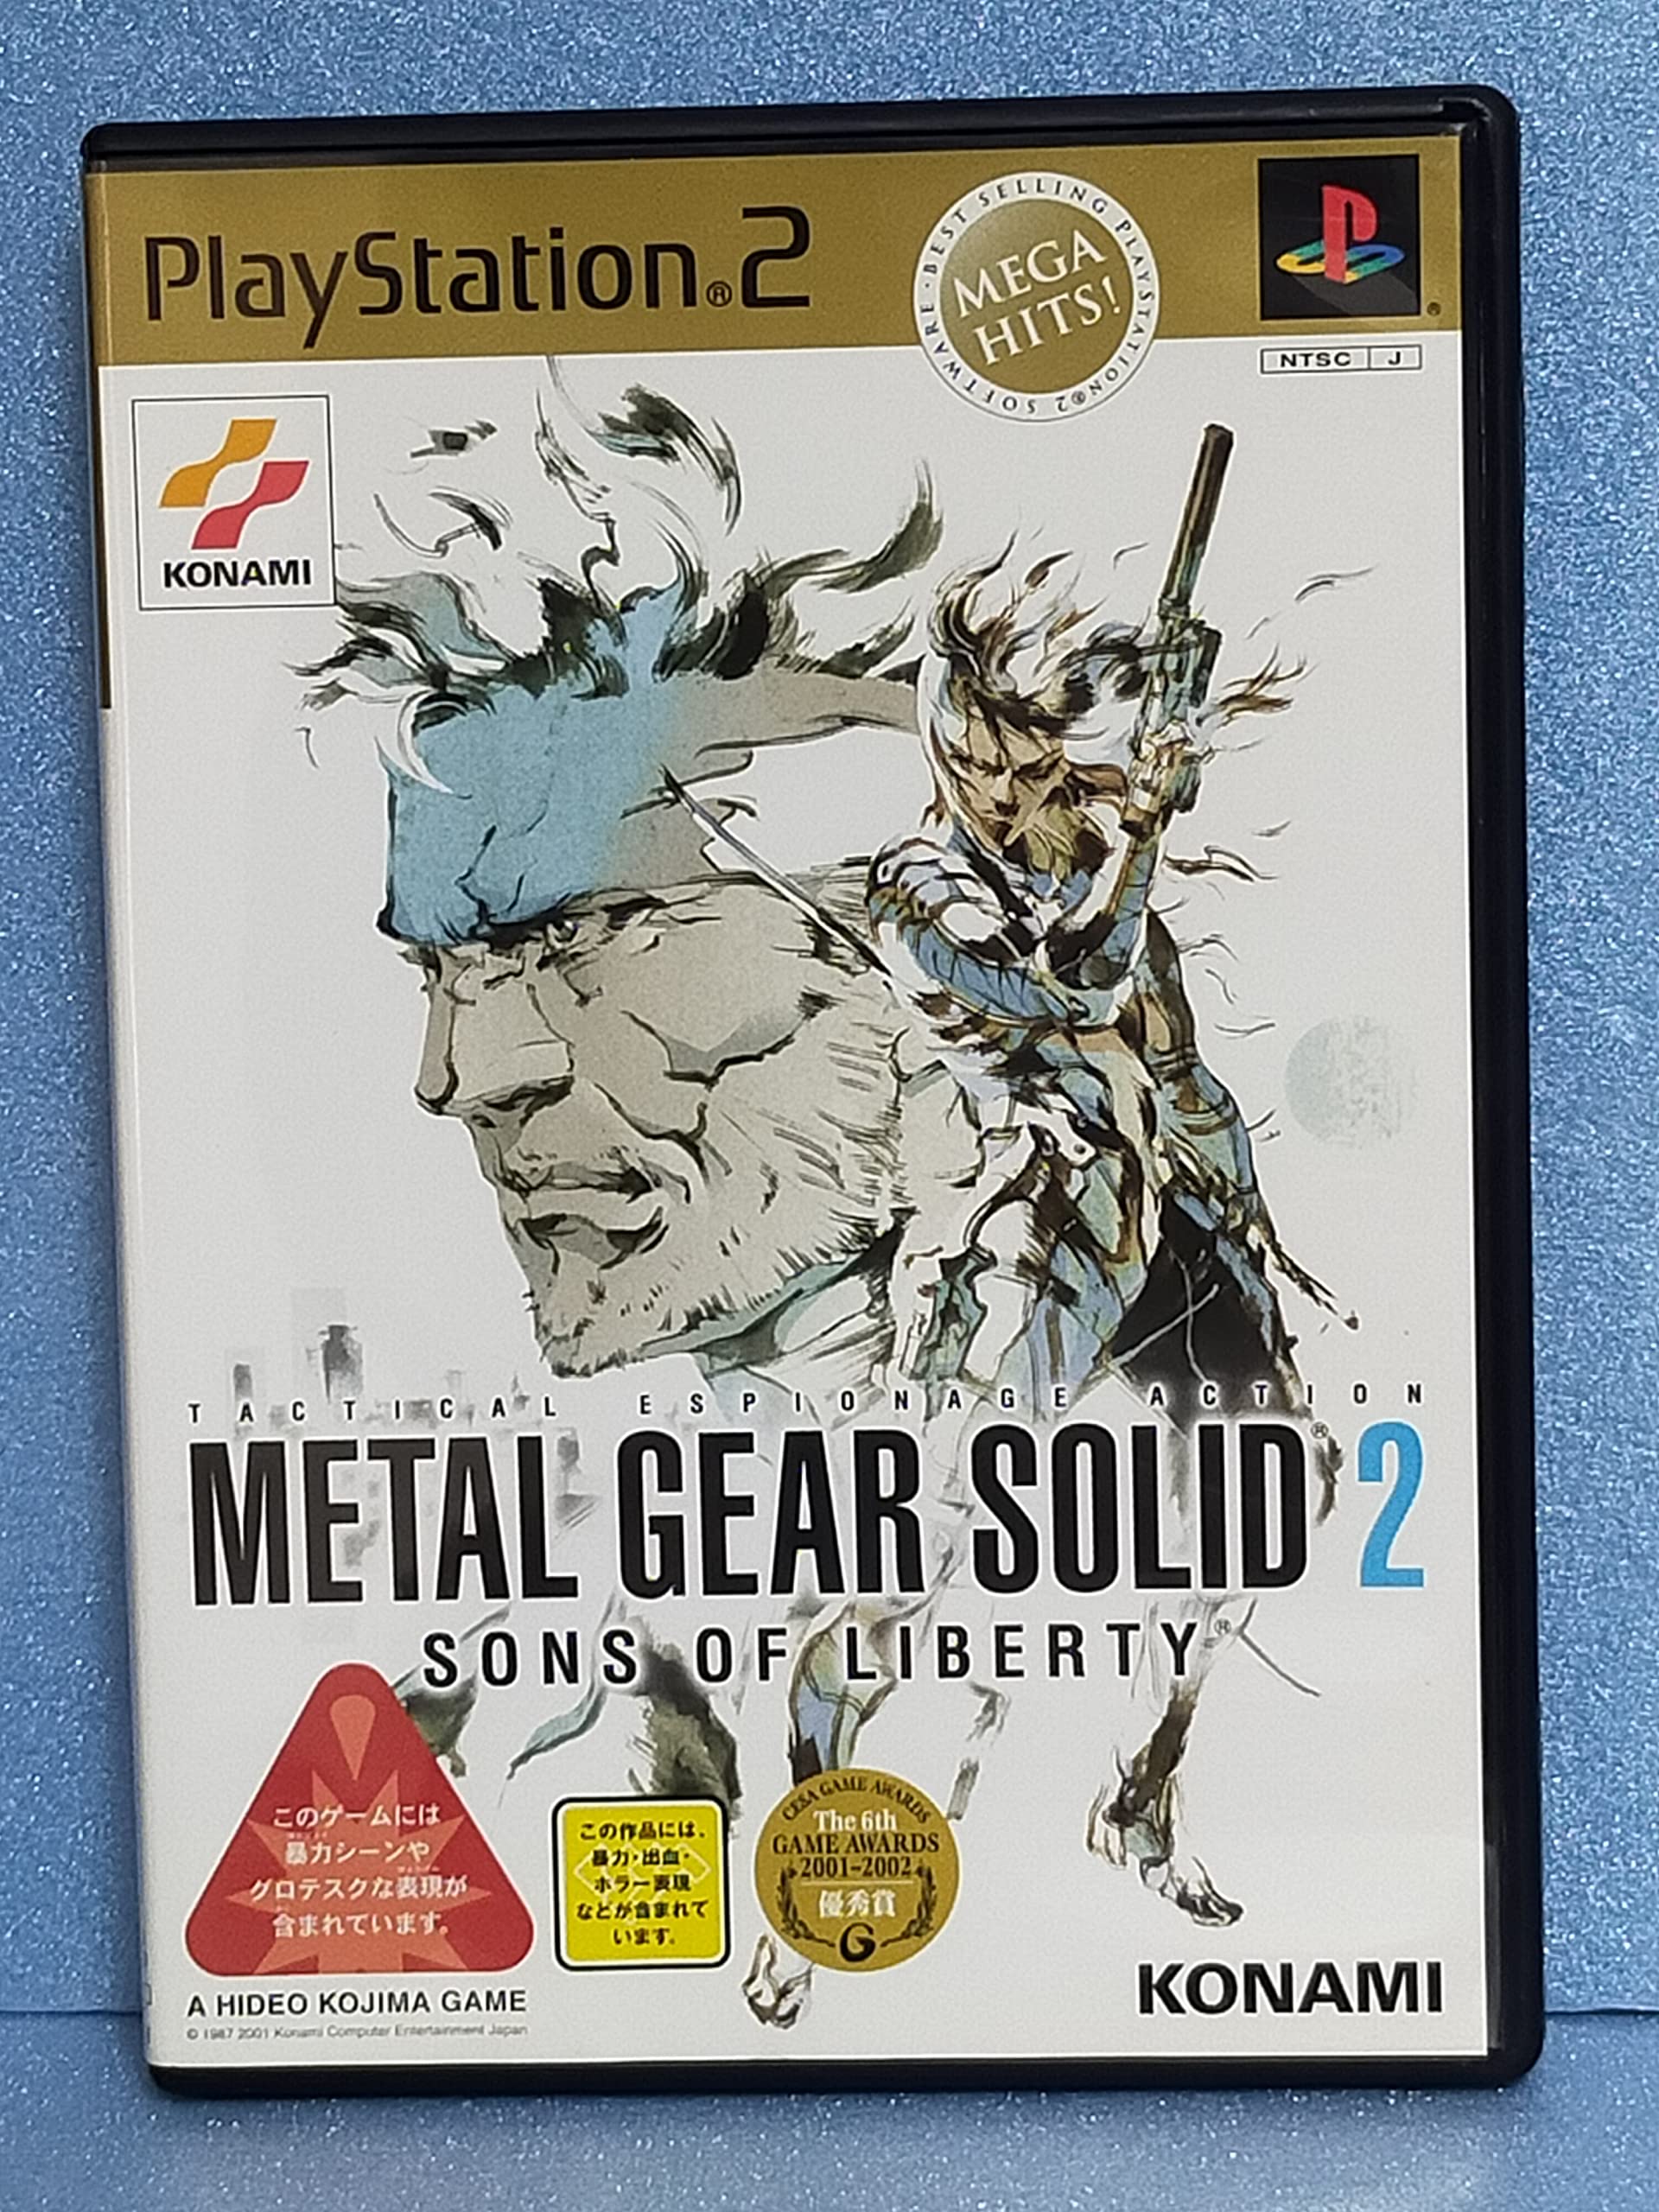 PlayStation®2
BEST SELLING PLAYSTATION®2 SOFTWARE
MEGA
HITS!
®
NTSC J
KONAMI
TACTICAL ESPIONAGE ACTION
METAL GEAR SOLID® 2
SONS OF LIBERTY®
このゲームには
暴力シーンや
グロテスクな表現が
含まれています。
この作品には、
暴力・出血・
ホラー表現
などが含まれて
います。
CESA GAME AWARDS
The 6th
GAME AWARDS
2001-2002
優秀賞
G
A HIDEO KOJIMA GAME
© 1987 2001 Konami Computer Entertainment Japan
KONAMI